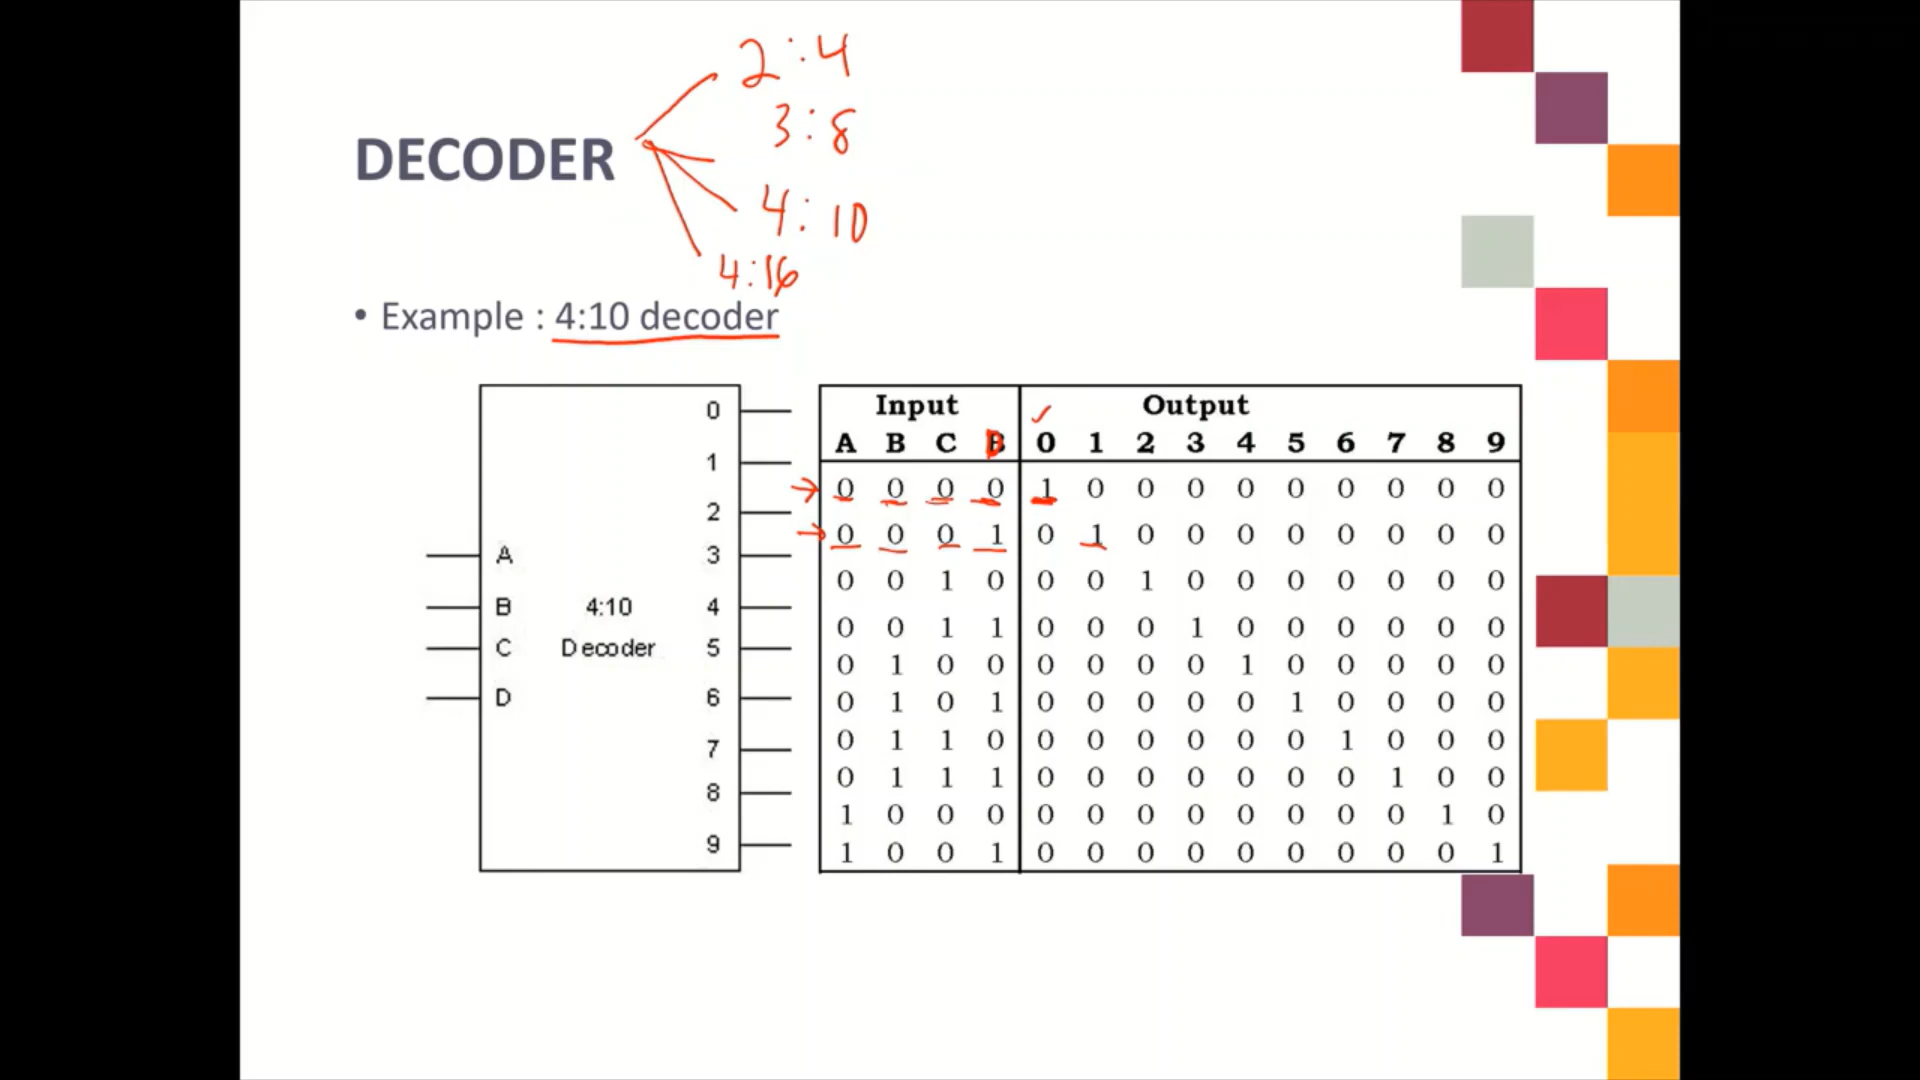 2:4
3:8
DECODER
4:10
4:16
• Example : 4:10 decoder
Input Output
A B C D 0 1 2 3 4 5 6 7 8 9
0 0 0 0 1 0 0 0 0 0 0 0 0 0
0 0 0 1 0 1 0 0 0 0 0 0 0 0
0 0 1 0 0 0 1 0 0 0 0 0 0 0
0 0 1 1 0 0 0 1 0 0 0 0 0 0
0 1 0 0 0 0 0 0 1 0 0 0 0 0
0 1 0 1 0 0 0 0 0 1 0 0 0 0
0 1 1 0 0 0 0 0 0 0 1 0 0 0
0 1 1 1 0 0 0 0 0 0 0 1 0 0
1 0 0 0 0 0 0 0 0 0 0 0 1 0
1 0 0 1 0 0 0 0 0 0 0 0 0 1
0
1
2
A 3
B 4:10 4
C Decoder 5
D 6
7
8
9